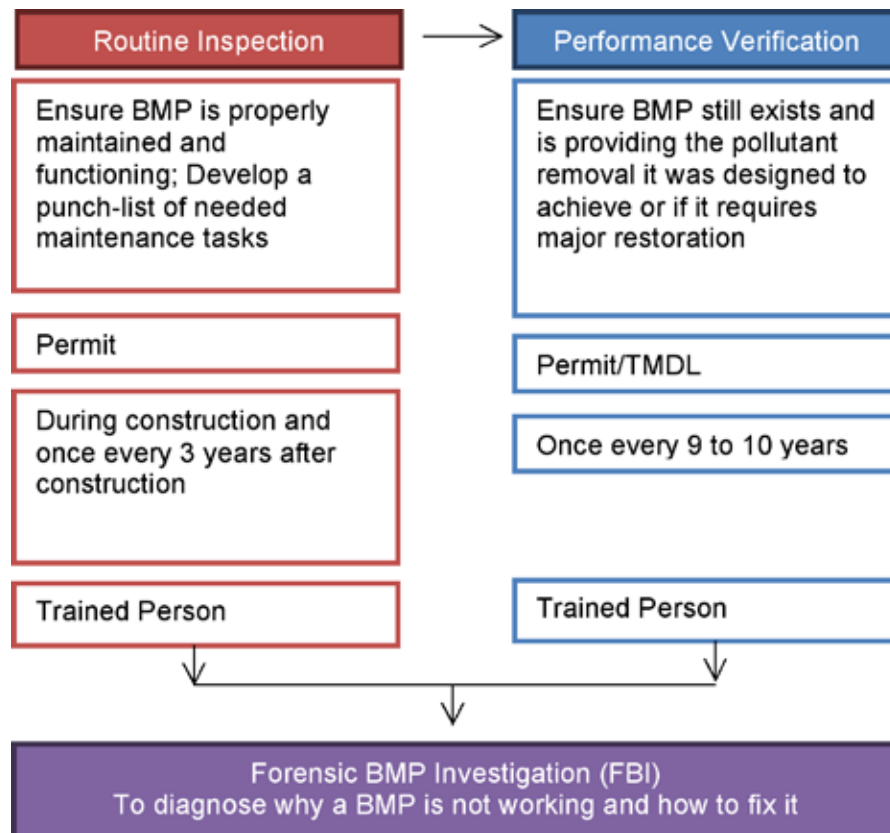 Routine Inspection
Ensure BMP is properly
maintained and
functioning; Develop a
punch-list of needed
maintenance tasks
Permit
During construction and
once every 3 years after
construction
Trained Person
Performance Verification
Ensure BMP still exists and
is providing the pollutant
removal it was designed to
achieve or if it requires
major restoration
Permit/TMDL
Once every 9 to 10 years
Trained Person
Forensic BMP Investigation (FBI)
To diagnose why a BMP is not working and how to fix it